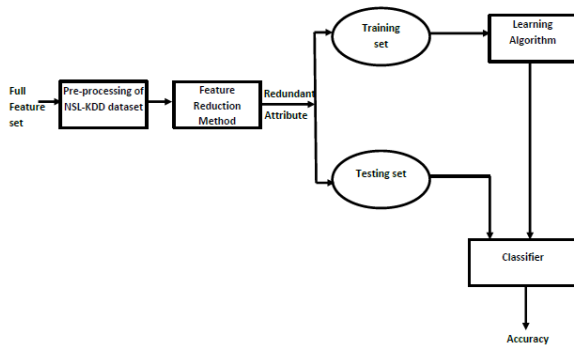 Full
Feature
set
Pre-processing of
NSL-KDD dataset
Feature
Reduction
Method
Redundant
Attribute
Training
set
Learning
Algorithm
Testing set
Classifier
Accuracy